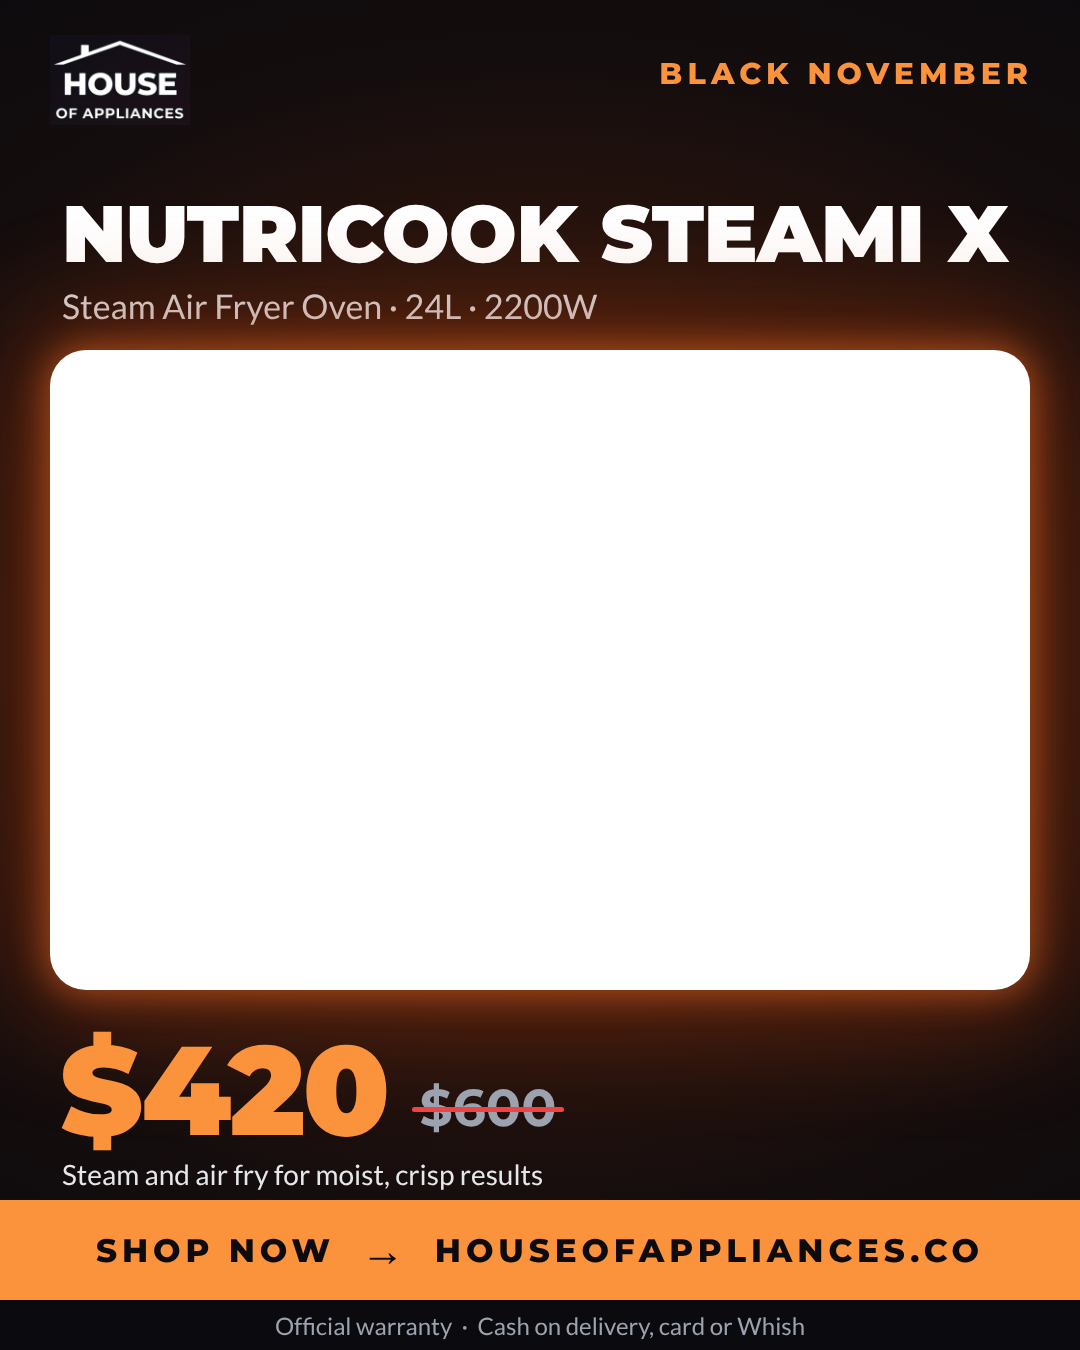 HOUSE
OF APPLIANCES
BLACK NOVEMBER
NUTRICOOK STEAMI X
Steam Air Fryer Oven · 24L · 2200W
$420 $600
Steam and air fry for moist, crisp results
SHOP NOW → HOUSEOFAPPLIANCES.CO
Official warranty · Cash on delivery, card or Whish